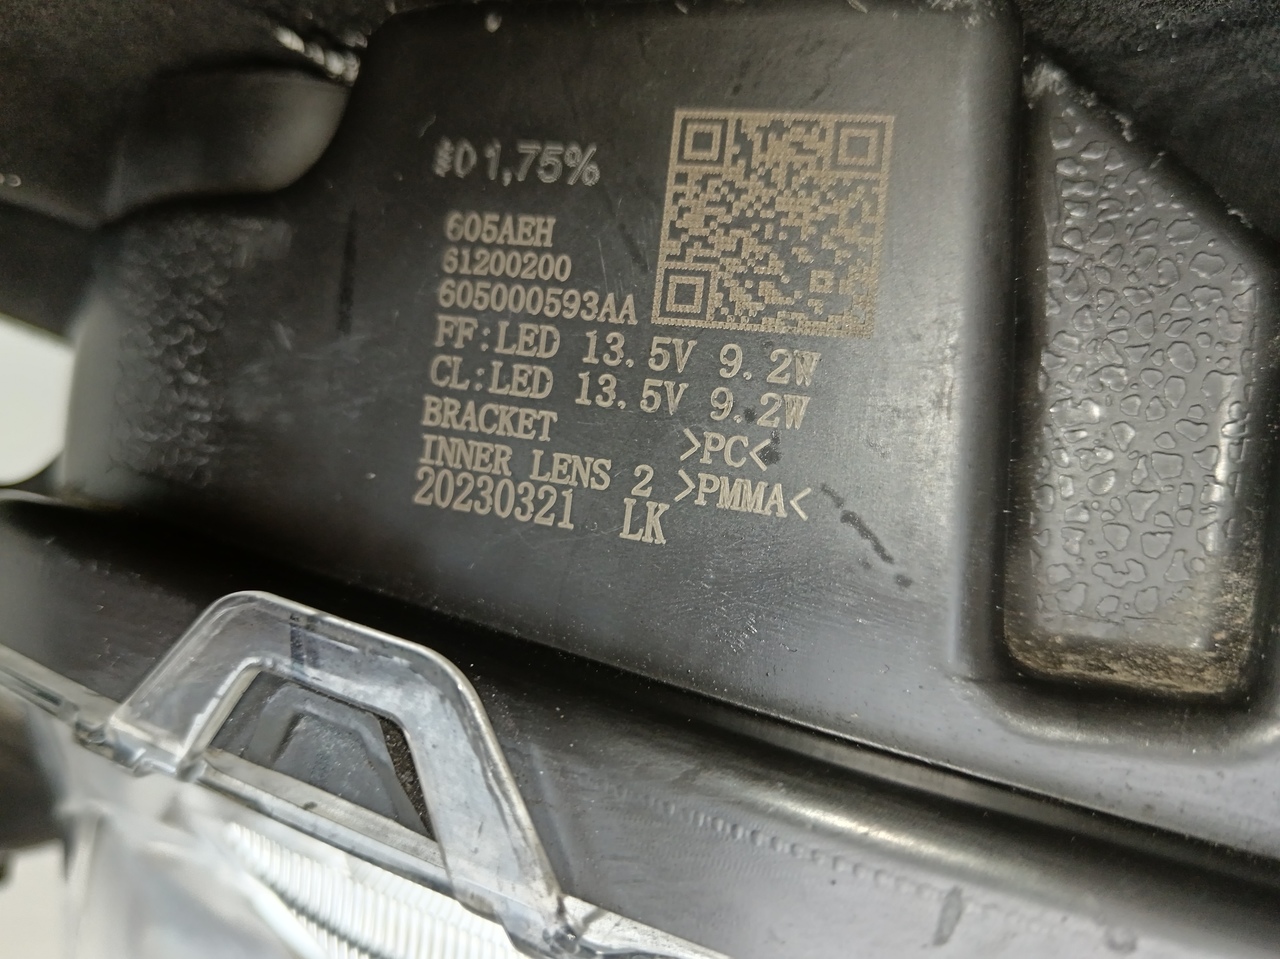 1,75%
605AEH
61200200
605000593AA
FF:LED 13.5V 9.2W
CL:LED 13.5V 9.2W
BRACKET >PC<
INNER LENS 2 >PMMA<
20230321 LK